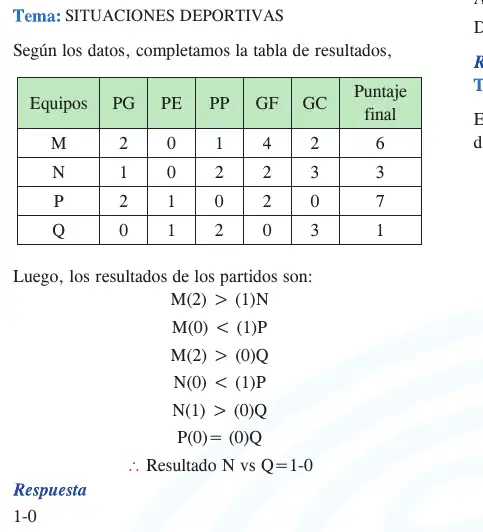 Tema: SITUACIONES DEPORTIVAS
Según los datos, completamos la tabla de resultados,
Equipos PG PE PP GF GC Puntaje final
M 2 0 1 4 2 6
N 1 0 2 2 3 3
P 2 1 0 2 0 7
Q 0 1 2 0 3 1
Luego, los resultados de los partidos son:
M(2) > (1)N
M(0) < (1)P
M(2) > (0)Q
N(0) < (1)P
N(1) > (0)Q
P(0)= (0)Q
∴ Resultado N vs Q=1-0
Respuesta
1-0